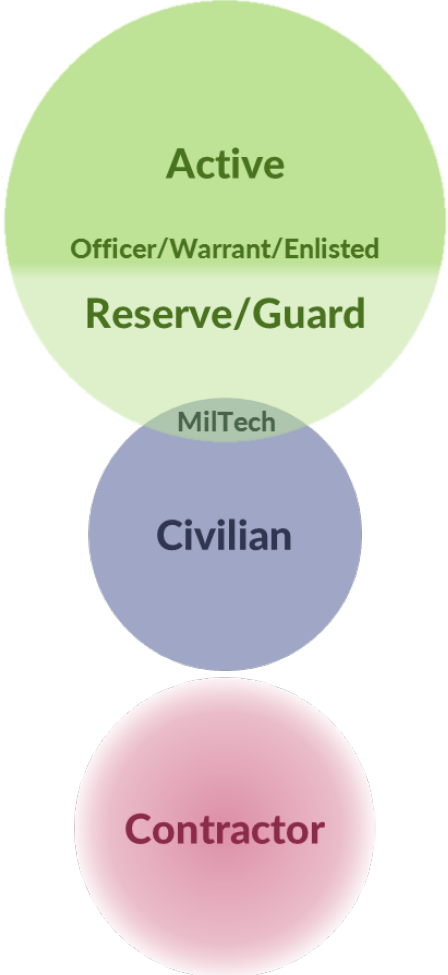 Active
Officer/Warrant/Enlisted
Reserve/Guard
MilTech
Civilian
Contractor